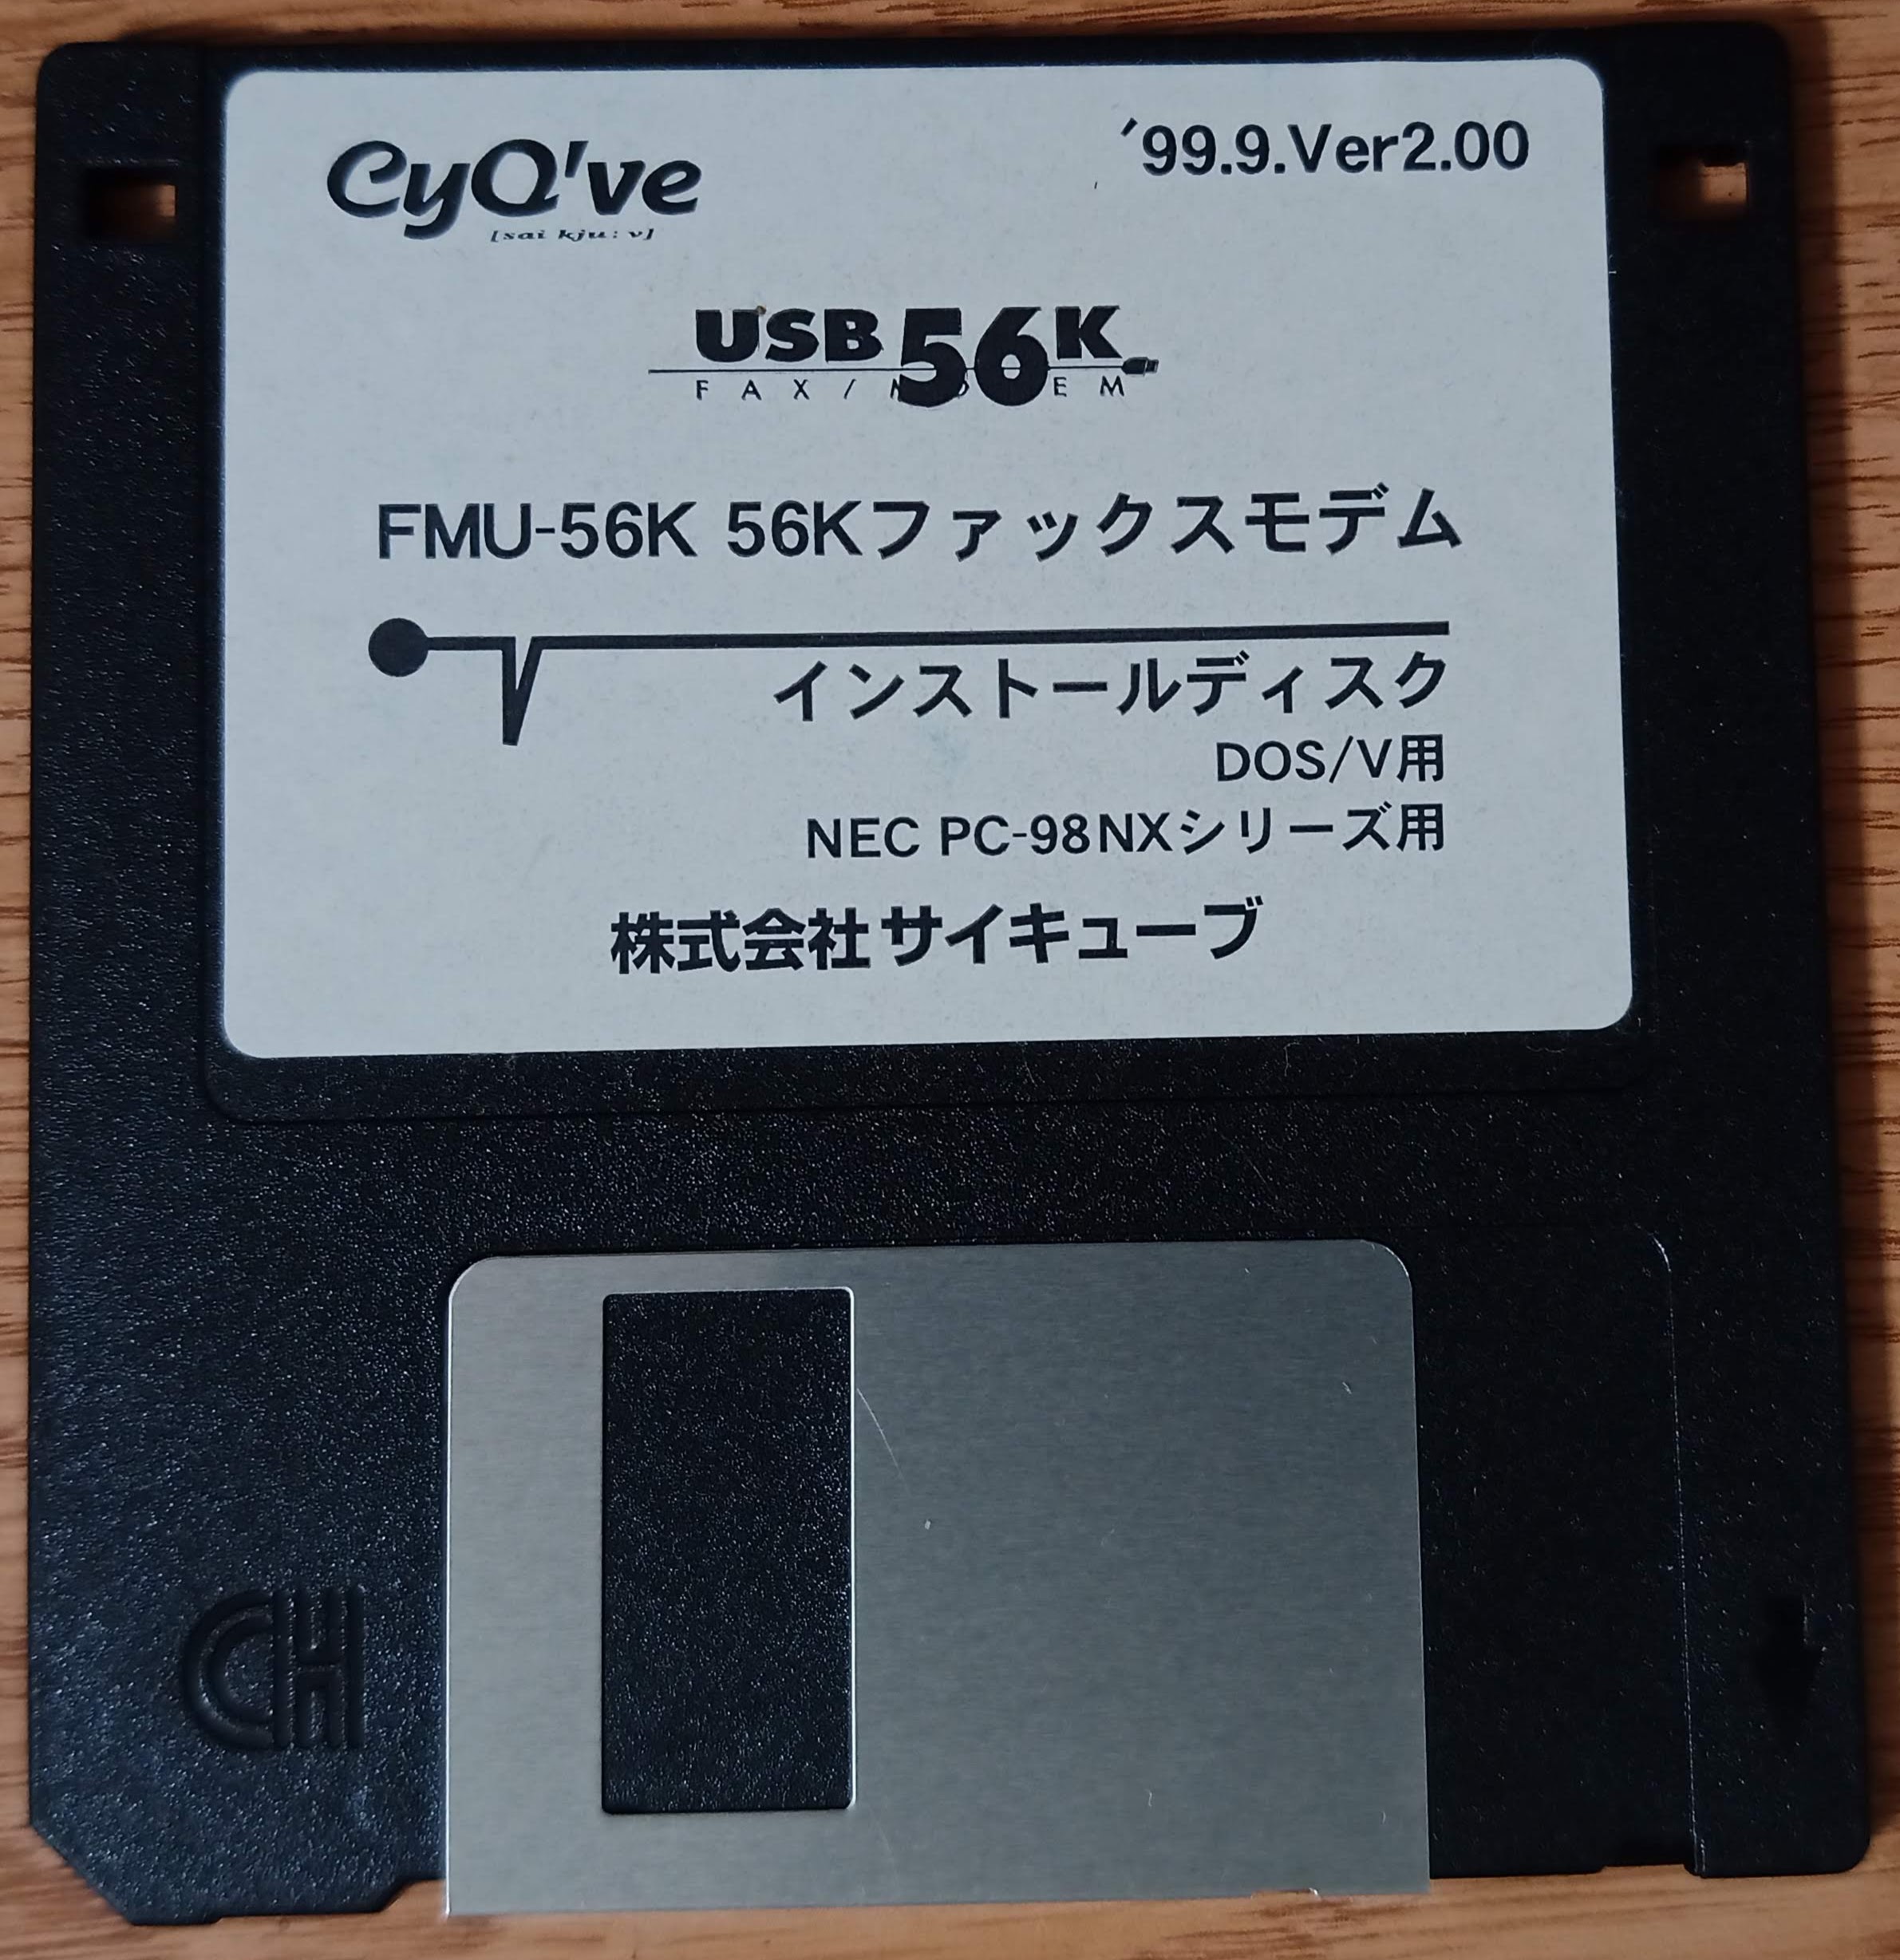 CyQ've
'99.9.Ver2.00
[sai kju: v]
USB 56K
FAX/MODEM
FMU-56K 56Kファックスモデム
インストールディスク
DOS/V用
NEC PC-98NXシリーズ用
株式会社サイキューブ
CH